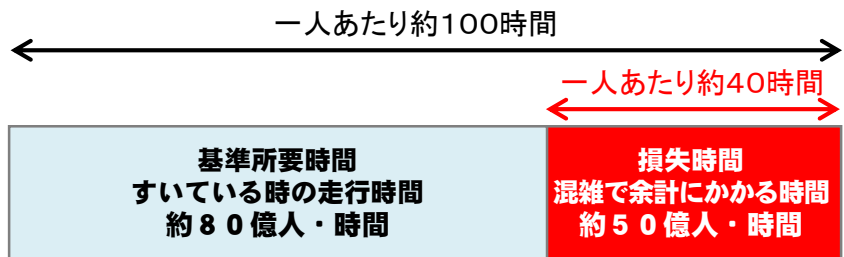 一人あたり約１００時間
一人あたり約４０時間
基準所要時間
すいている時の走行時間
約８０億人・時間
損失時間
混雑で余計にかかる時間
約５０億人・時間